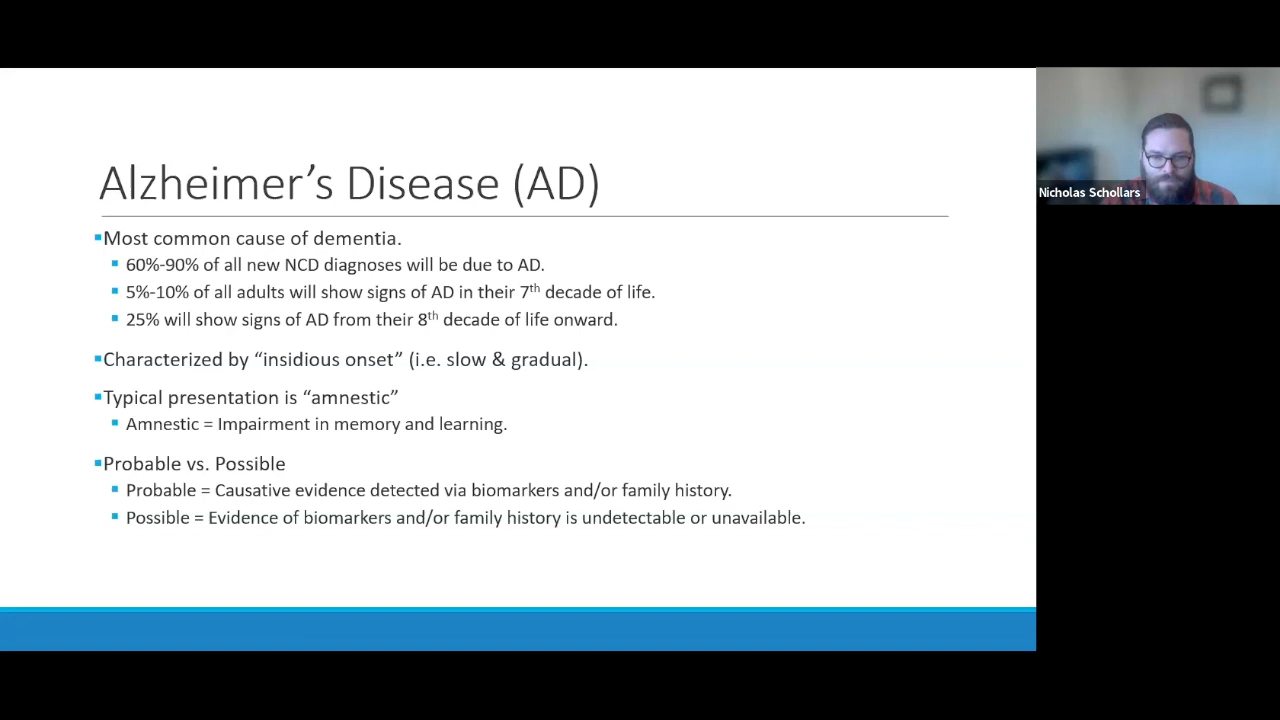 Alzheimer’s Disease (AD)
Most common cause of dementia.
60%-90% of all new NCD diagnoses will be due to AD.
5%-10% of all adults will show signs of AD in their 7th decade of life.
25% will show signs of AD from their 8th decade of life onward.
Characterized by “insidious onset” (i.e. slow & gradual).
Typical presentation is “amnestic”
Amnestic = Impairment in memory and learning.
Probable vs. Possible
Probable = Causative evidence detected via biomarkers and/or family history.
Possible = Evidence of biomarkers and/or family history is undetectable or unavailable.
Nicholas Schollars